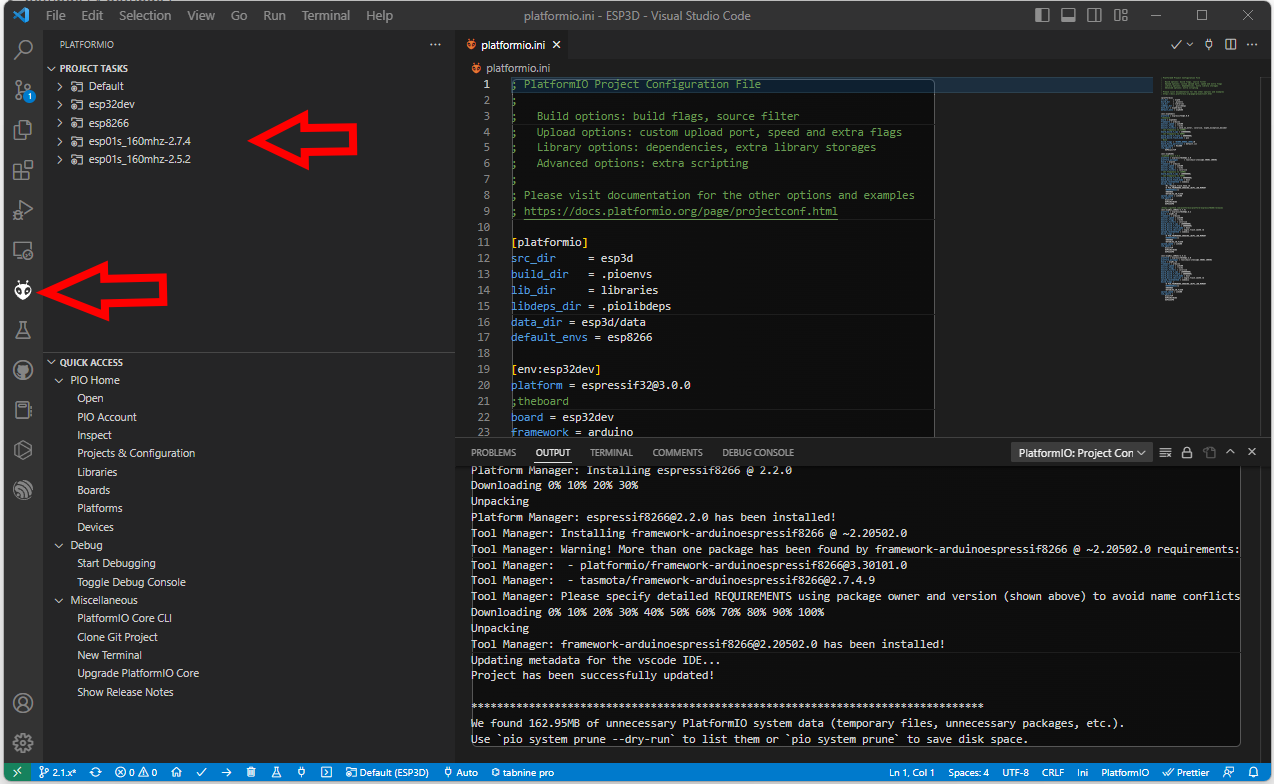 File Edit Selection View Go Run Terminal Help
platformio.ini - ESP3D - Visual Studio Code
PLATFORMIO
PROJECT TASKS
Default
esp32dev
esp8266
esp01s_160mhz-2.7.4
esp01s_160mhz-2.5.2
1
QUICK ACCESS
PIO Home
Open
PIO Account
Inspect
Projects & Configuration
Libraries
Boards
Platforms
Devices
Debug
Start Debugging
Toggle Debug Console
Miscellaneous
PlatformIO Core CLI
Clone Git Project
New Terminal
Upgrade PlatformIO Core
Show Release Notes
platformio.ini
platformio.ini
1 ; PlatformIO Project Configuration File
2 ;
3 ;   Build options: build flags, source filter
4 ;   Upload options: custom upload port, speed and extra flags
5 ;   Library options: dependencies, extra library storages
6 ;   Advanced options: extra scripting
7 ;
8 ; Please visit documentation for the other options and examples
9 ; https://docs.platformio.org/page/projectconf.html
10
11 [platformio]
12 src_dir     = esp3d
13 build_dir   = .pioenvs
14 lib_dir     = libraries
15 libdeps_dir = .piolibdeps
16 data_dir = esp3d/data
17 default_envs = esp8266
18
19 [env:esp32dev]
20 platform = espressif32@3.0.0
21 ;theboard
22 board = esp32dev
23 framework = arduino
PROBLEMS OUTPUT TERMINAL COMMENTS DEBUG CONSOLE
PlatformIO: Project Con
Platform Manager: Installing espressif8266 @ 2.2.0
Downloading 0% 10% 20% 30%
Unpacking
Platform Manager: espressif8266@2.2.0 has been installed!
Tool Manager: Installing framework-arduinoespressif8266 @ ~2.20502.0
Tool Manager: Warning! More than one package has been found by framework-arduinoespressif8266 @ ~2.20502.0 requirements:
Tool Manager:  - platformio/framework-arduinoespressif8266@3.30101.0
Tool Manager:  - tasmota/framework-arduinoespressif8266@2.7.4.9
Tool Manager: Please specify detailed REQUIREMENTS using package owner and version (shown above) to avoid name conflicts
Downloading 0% 10% 20% 30% 40% 50% 60% 70% 80% 90% 100%
Unpacking
Tool Manager: framework-arduinoespressif8266@2.20502.0 has been installed!
Updating metadata for the vscode IDE...
Project has been successfully updated!
********************************************************************************
We found 162.95MB of unnecessary PlatformIO system data (temporary files, unnecessary packages, etc.).
Use `pio system prune --dry-run` to list them or `pio system prune` to save disk space.
2.1.x* 0 0 Default (ESP3D) Auto tabnine pro Ln 1, Col 1 Spaces: 4 UTF-8 CRLF Ini PlatformIO Prettier